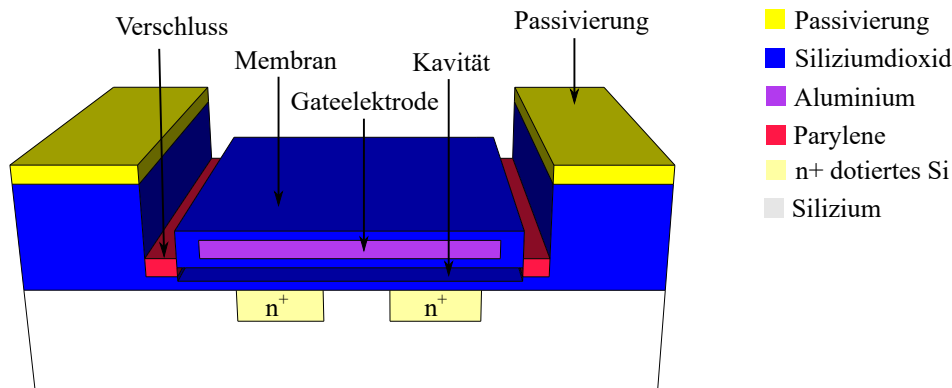 Verschluss
Passivierung
Membran
Kavität
Gateelektrode
n+
n+
Passivierung
Siliziumdioxid
Aluminium
Parylene
n+ dotiertes Si
Silizium